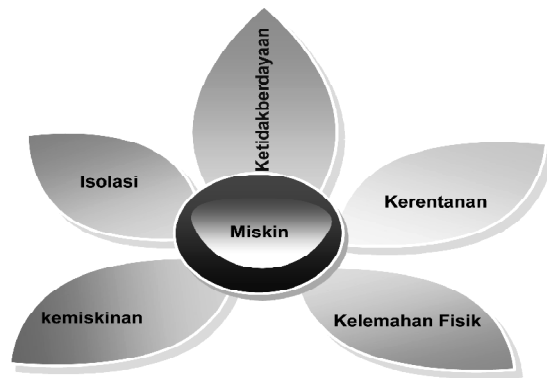 Ketidakberdayaan
Isolasi
Kerentanan
Miskin
kemiskinan
Kelemahan Fisik